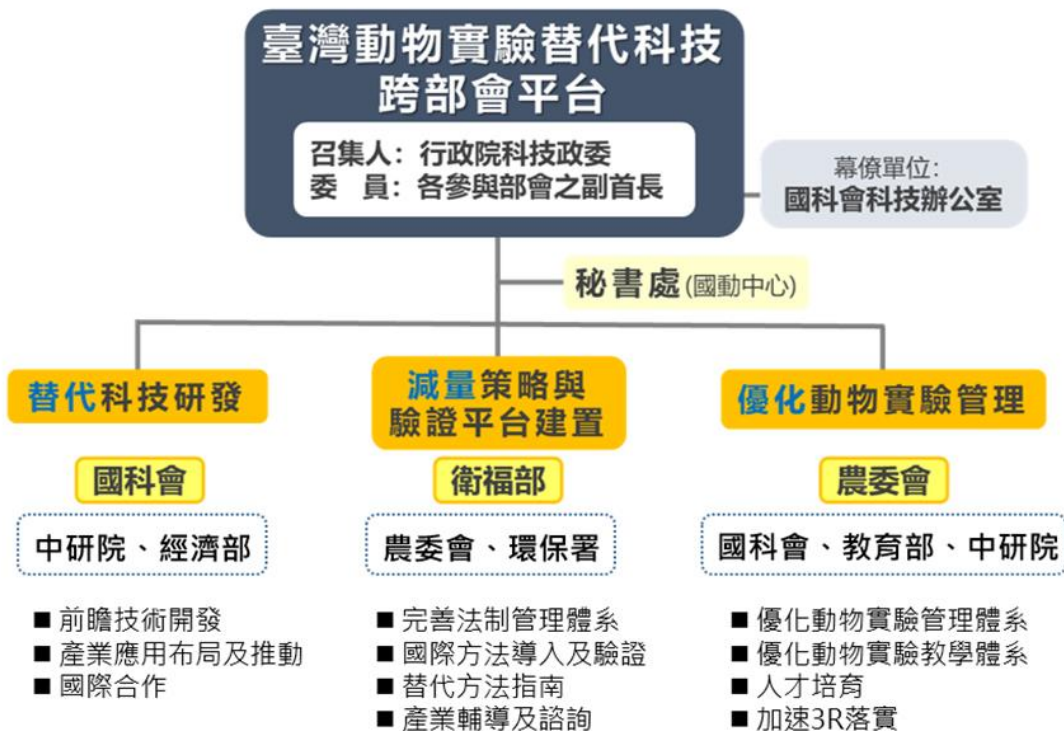 臺灣動物實驗替代科技
跨部會平台
召集人：行政院科技政委
委　員：各參與部會之副首長
幕僚單位：
國科會科技辦公室
秘書處(國動中心)
替代科技研發
國科會
中研院、經濟部
■ 前瞻技術開發
■ 產業應用布局及推動
■ 國際合作
減量策略與
驗證平台建置
衛福部
農委會、環保署
■ 完善法制管理體系
■ 國際方法導入及驗證
■ 替代方法指南
■ 產業輔導及諮詢
優化動物實驗管理
農委會
國科會、教育部、中研院
■ 優化動物實驗管理體系
■ 優化動物實驗教學體系
■ 人才培育
■ 加速3R落實